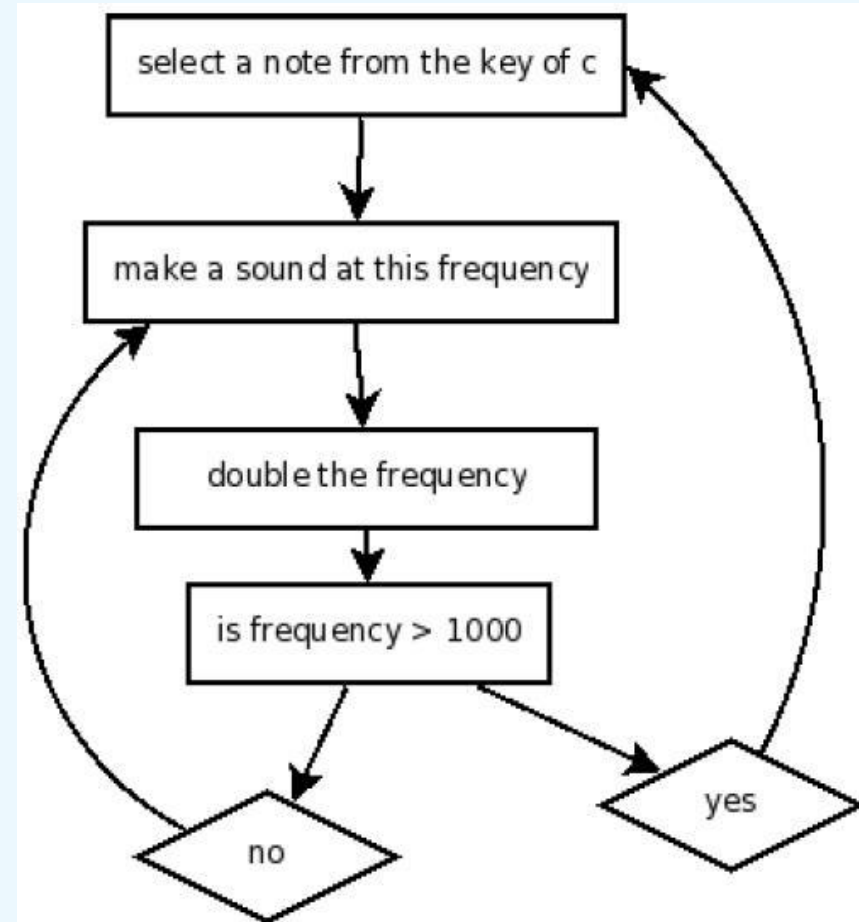 select a note from the key of c
make a sound at this frequency
double the frequency
is frequency > 1000
yes
no